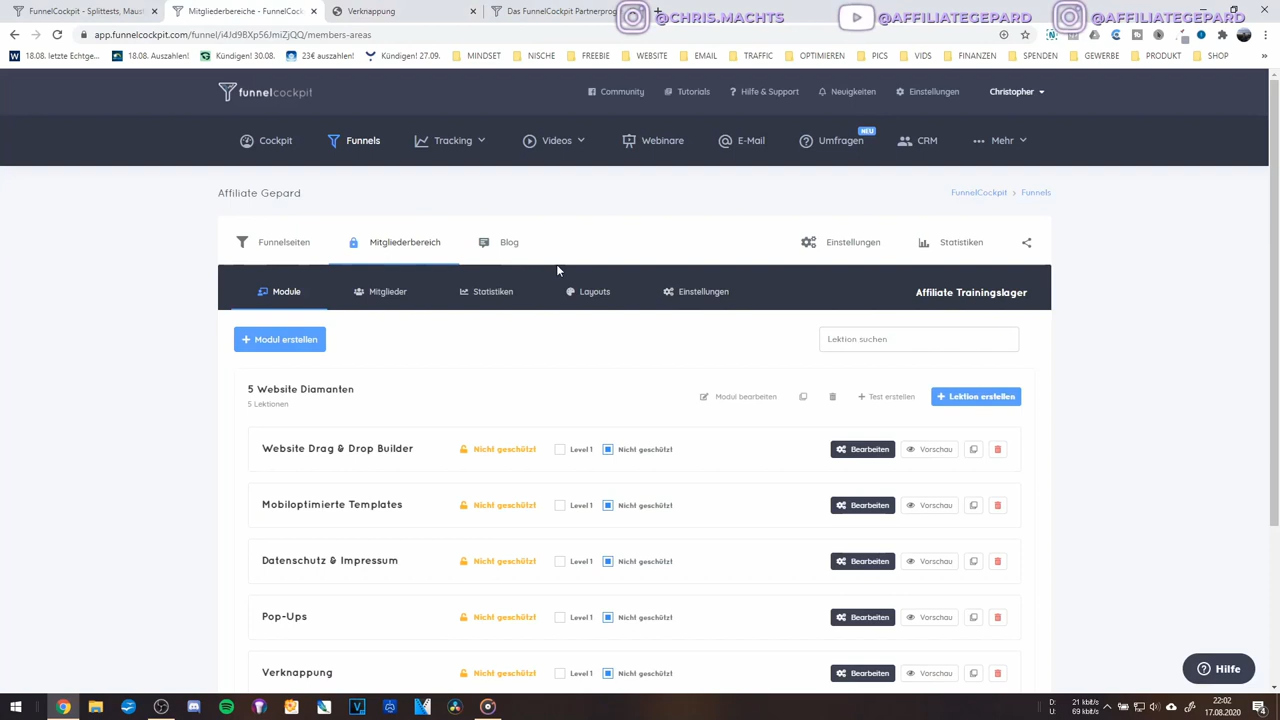 FunnelCockpit - Splittests, Maus
Mitgliederbereiche - FunnelCock
Verknappung
Das FunnelCockpit Partnerprog
@CHRIS.MACHTS
@AFFILIATEGEPARD
@AFFILIATEGEPARD
app.funnelcockpit.com/funnel/i4Jd9BXp56JmiZjQQ/members-areas
18.08. letzte Echtge...
18.08. Auszahlen!
Kündigen! 30.08.
23€ auszahlen!
Kündigen! 27.09.
MINDSET
NISCHE
FREEBIE
WEBSITE
EMAIL
TRAFFIC
OPTIMIEREN
PICS
VIDS
FINANZEN
SPENDEN
GEWERBE
PRODUKT
SHOP
»
funnelcockpit
Community
Tutorials
Hilfe & Support
Neuigkeiten
Einstellungen
Christopher
Cockpit
Funnels
Tracking
Videos
Webinare
E-Mail
Umfragen
NEU
CRM
Mehr
Affiliate Gepard
FunnelCockpit > Funnels
Funnelseiten
Mitgliederbereich
Blog
Einstellungen
Statistiken
Module
Mitglieder
Statistiken
Layouts
Einstellungen
Affiliate Trainingslager
+ Modul erstellen
Lektion suchen
5 Website Diamanten
5 Lektionen
Modul bearbeiten
+ Test erstellen
+ Lektion erstellen
Website Drag & Drop Builder Nicht geschützt Level 1 Nicht geschützt Bearbeiten Vorschau
Mobiloptimierte Templates Nicht geschützt Level 1 Nicht geschützt Bearbeiten Vorschau
Datenschutz & Impressum Nicht geschützt Level 1 Nicht geschützt Bearbeiten Vorschau
Pop-Ups Nicht geschützt Level 1 Nicht geschützt Bearbeiten Vorschau
Verknappung Nicht geschützt Level 1 Nicht geschützt Bearbeiten Vorschau
Hilfe
D: 21 kbit/s
U: 69 kbit/s
22:02
17.08.2020